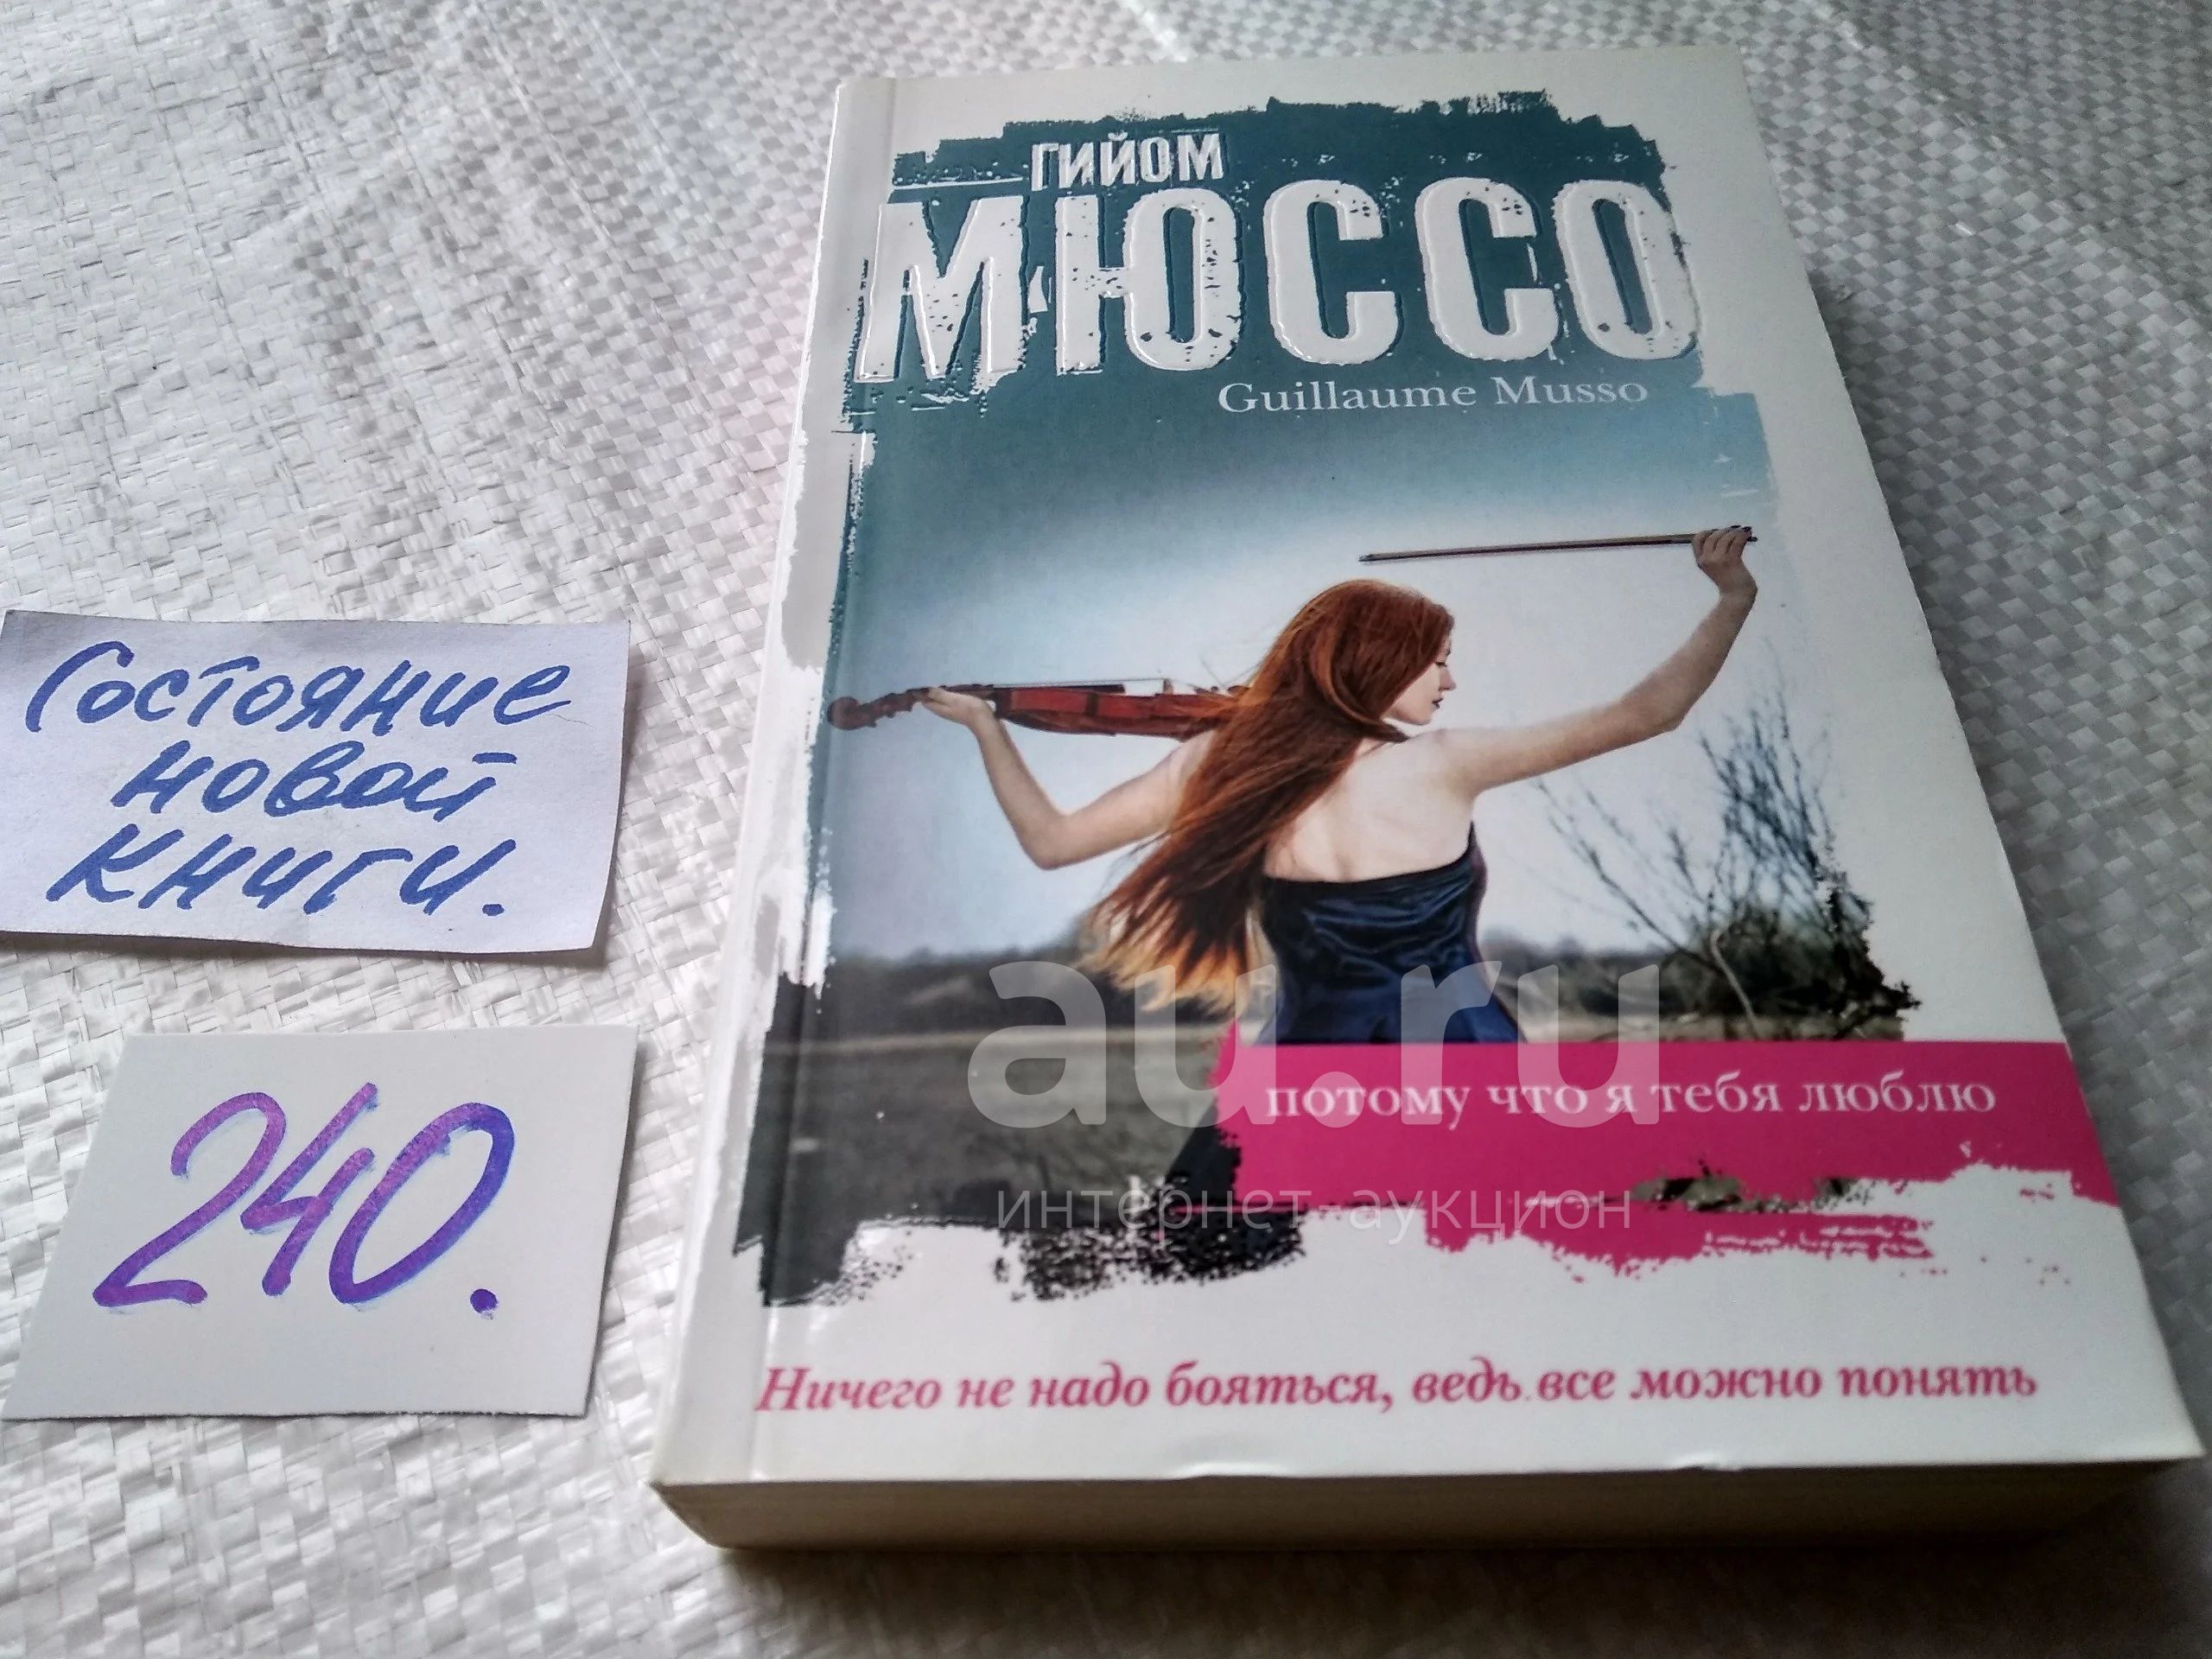 ГИЙОМ
МЮССО
Guillaume Musso
Состояние
новой
книги.
240.
au.ru
потому что я тебя люблю
интернет-аукцион
Ничего не надо бояться, ведь все можно понять